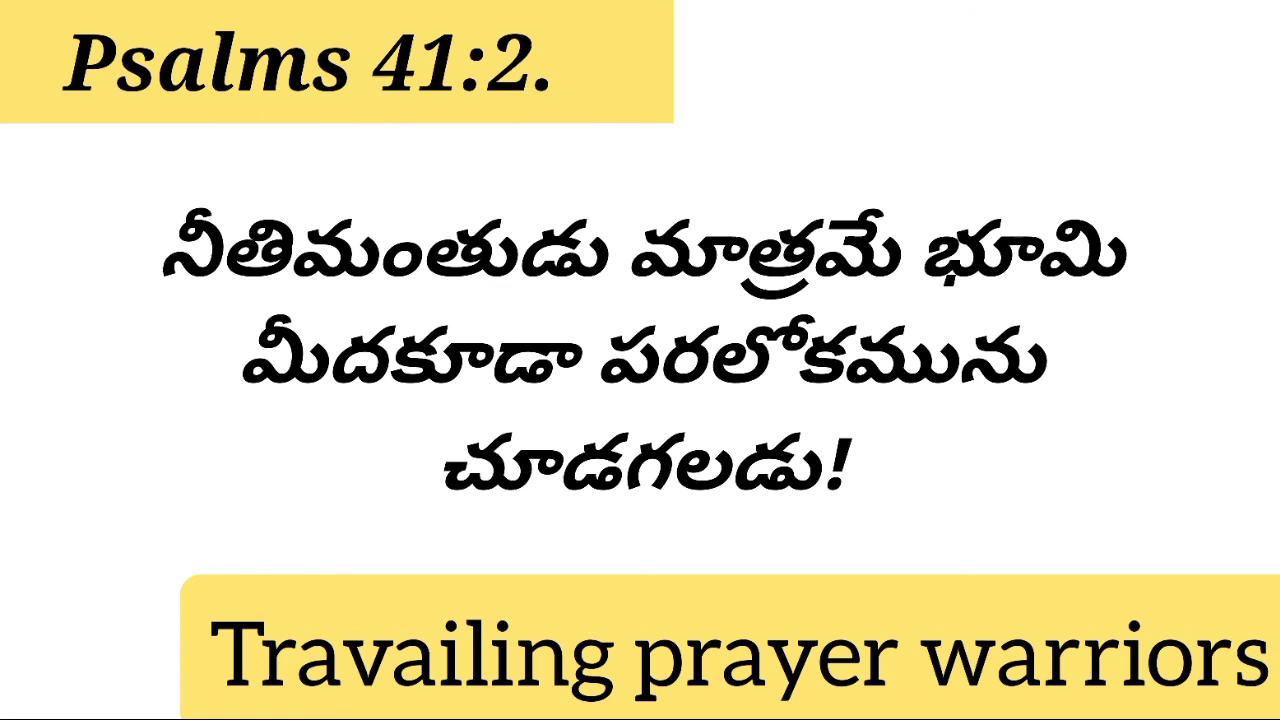 Psalms 41:2.
నీతిమంతుడు మాత్రమే భూమి
మీదకూడా పరలోకమును
చూడగలడు!
Travailing prayer warriors